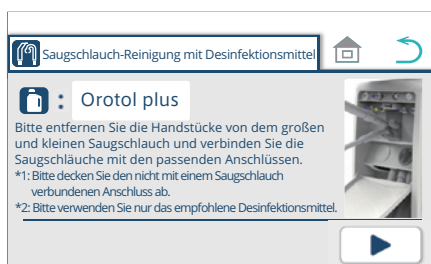 Saugschlauch-Reinigung mit Desinfektionsmittel
: Orotol plus
Bitte entfernen Sie die Handstücke von dem großen
und kleinen Saugschlauch und verbinden Sie die
Saugschläuche mit den passenden Anschlüssen.
*1: Bitte decken Sie den nicht mit einem Saugschlauch
verbundenen Anschluss ab.
*2: Bitte verwenden Sie nur das empfohlene Desinfektionsmittel.